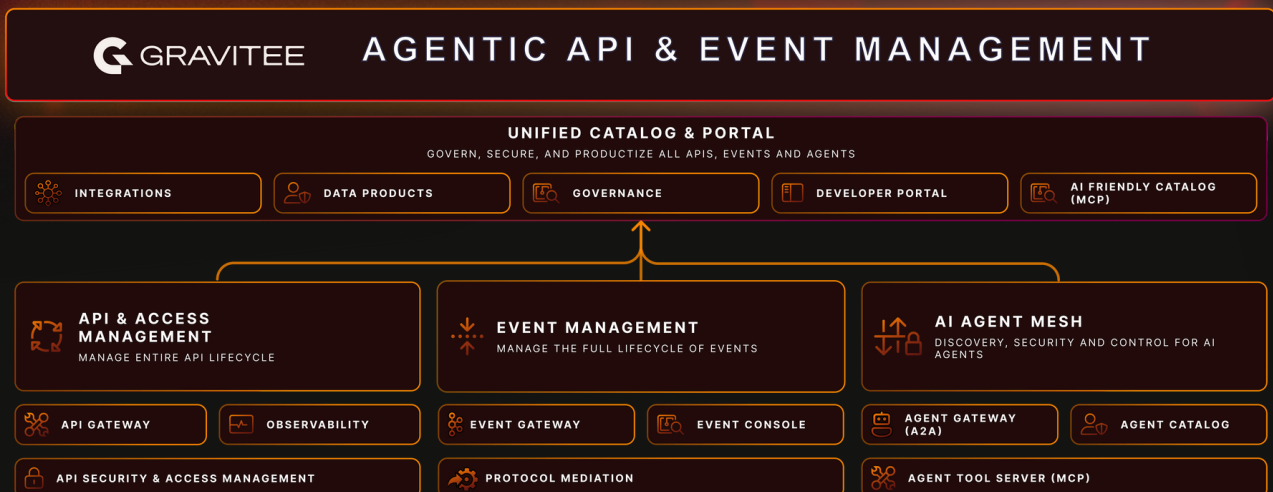 GRAVITEE
AGENTIC API & EVENT MANAGEMENT
UNIFIED CATALOG & PORTAL
GOVERN, SECURE, AND PRODUCTIZE ALL APIS, EVENTS AND AGENTS
INTEGRATIONS
DATA PRODUCTS
GOVERNANCE
DEVELOPER PORTAL
AI FRIENDLY CATALOG
(MCP)
API & ACCESS
MANAGEMENT
MANAGE ENTIRE API LIFECYCLE
EVENT MANAGEMENT
MANAGE THE FULL LIFECYCLE OF EVENTS
AI AGENT MESH
DISCOVERY, SECURITY AND CONTROL FOR AI
AGENTS
API GATEWAY
OBSERVABILITY
EVENT GATEWAY
EVENT CONSOLE
AGENT GATEWAY
(A2A)
AGENT CATALOG
API SECURITY & ACCESS MANAGEMENT
PROTOCOL MEDIATION
AGENT TOOL SERVER (MCP)